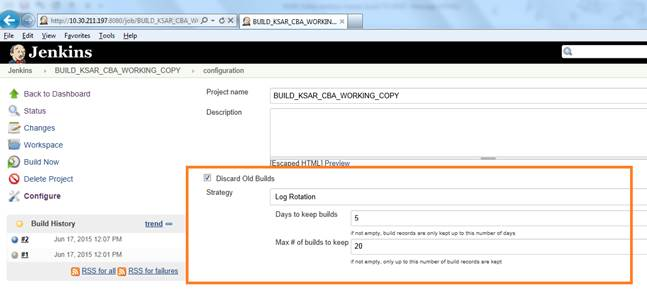 http://10.30.211.197:8080/job/BUILD_KSAR_CBA_WO
BUILD_KSAR_CBA_WORKIN...
File Edit View Favorites Tools Help
Jenkins
Jenkins BUILD_KSAR_CBA_WORKING_COPY configuration
Back to Dashboard
Status
Changes
Workspace
Build Now
Delete Project
Configure
Build History trend
#2 Jun 17, 2015 12:07 PM
#1 Jun 17, 2015 12:01 PM
RSS for all RSS for failures
Project name BUILD_KSAR_CBA_WORKING_COPY
Description
[Escaped HTML] Preview
Discard Old Builds
Strategy Log Rotation
Days to keep builds 5
if not empty, build records are only kept up to this number of days
Max # of builds to keep 20
if not empty, only up to this number of build records are kept